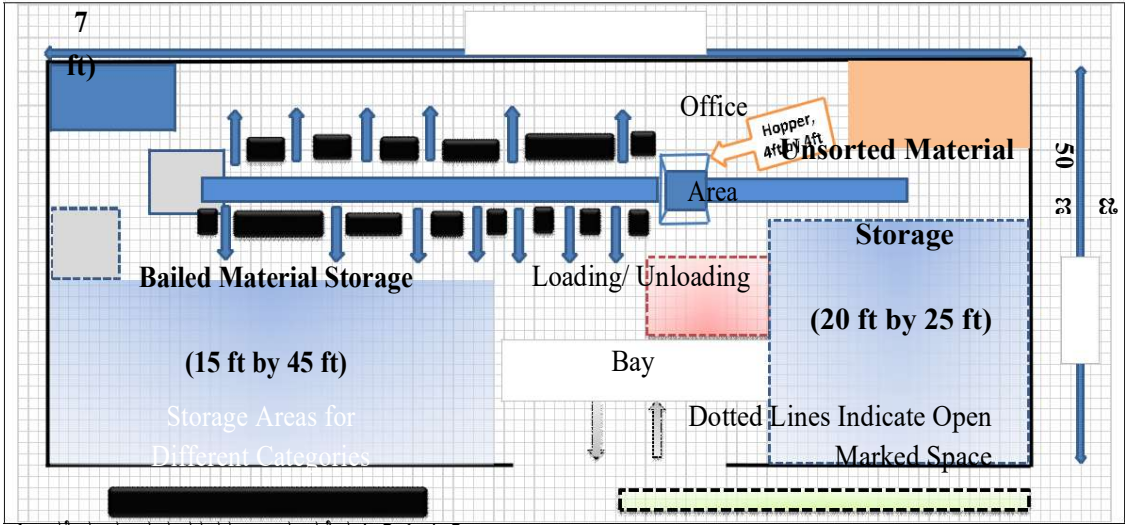 7
ft)
Office
Hopper,
4ft by 4ft
Unsorted Material
Area
50
Storage
Bailed Material Storage
Loading/ Unloading
(20 ft by 25 ft)
(15 ft by 45 ft)
Bay
Storage Areas for
Dotted Lines Indicate Open
Different Categories
Marked Space